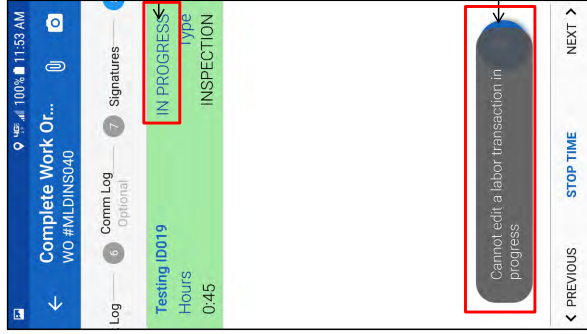 4GE 100% 11:53 AM
Complete Work Or...
WO #MLDINS040
Log
6
Comm Log
Optional
7
Signatures
Testing ID019
IN PROGRESS
Hours
Type
0:45
INSPECTION
Cannot edit a labor transaction in
progress
PREVIOUS
STOP TIME
NEXT